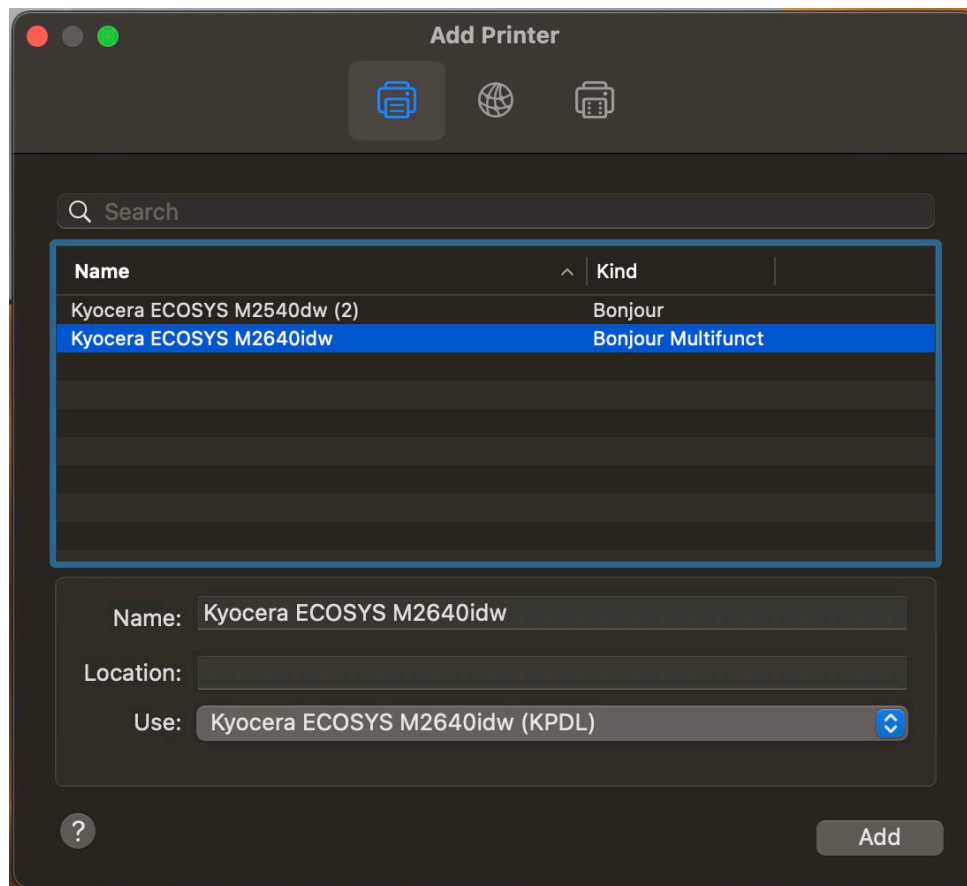 Add Printer
Search
Name Kind
Kyocera ECOSYS M2540dw (2) Bonjour
Kyocera ECOSYS M2640idw Bonjour Multifunct
Name: Kyocera ECOSYS M2640idw
Location:
Use: Kyocera ECOSYS M2640idw (KPDL)
? Add